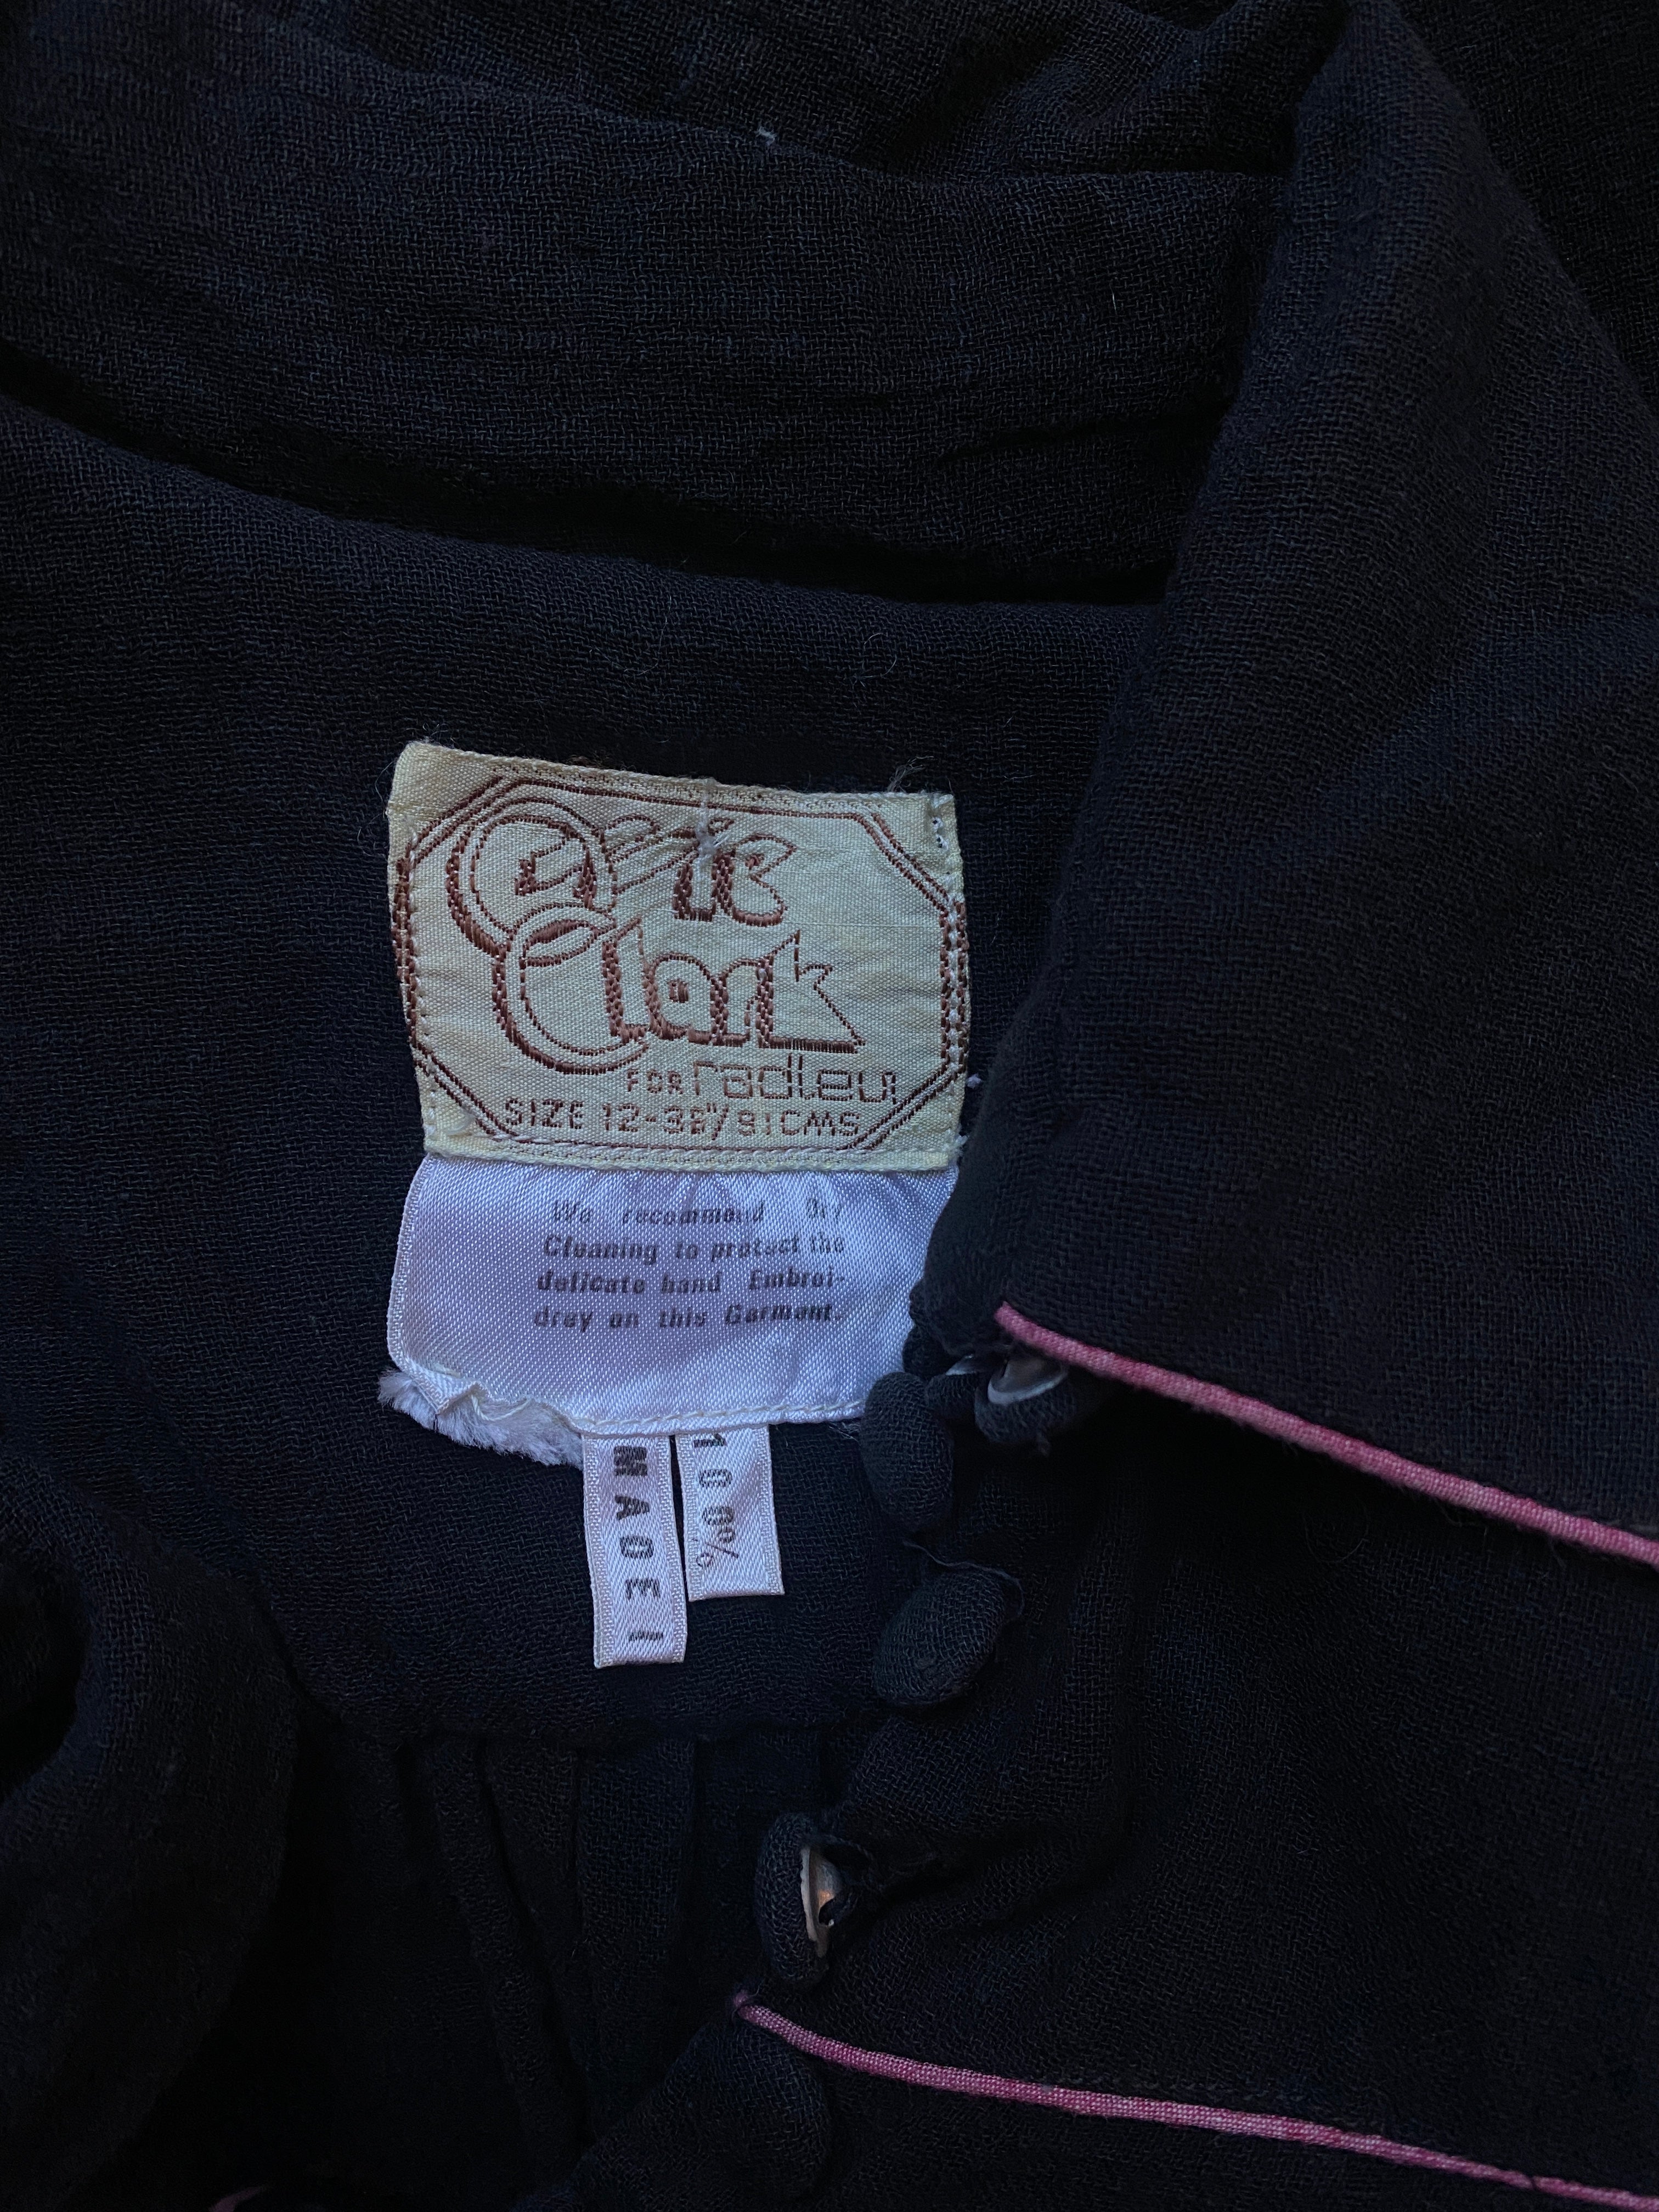 Ossie
Clark
FOR radley
SIZE 12-36"/91CMS
We recommend Dry
Cleaning to protect the
delicate hand Embroi-
drey on this Garment.
MADE I
100%